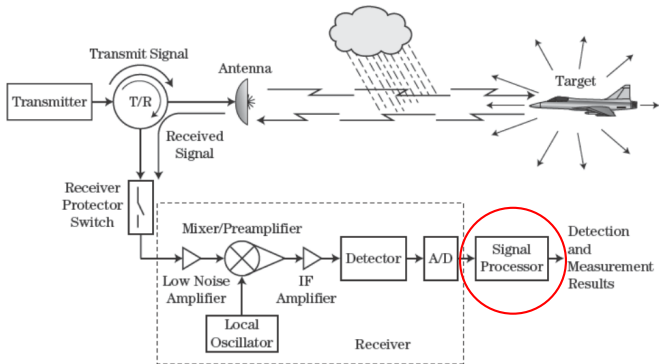 Transmit Signal
Antenna
Target
Transmitter
T/R
Received
Signal
Receiver
Protector
Switch
Mixer/Preamplifier
Detector
A/D
Signal
Processor
Detection
and
Measurement
Results
Low Noise
Amplifier
IF
Amplifier
Local
Oscillator
Receiver